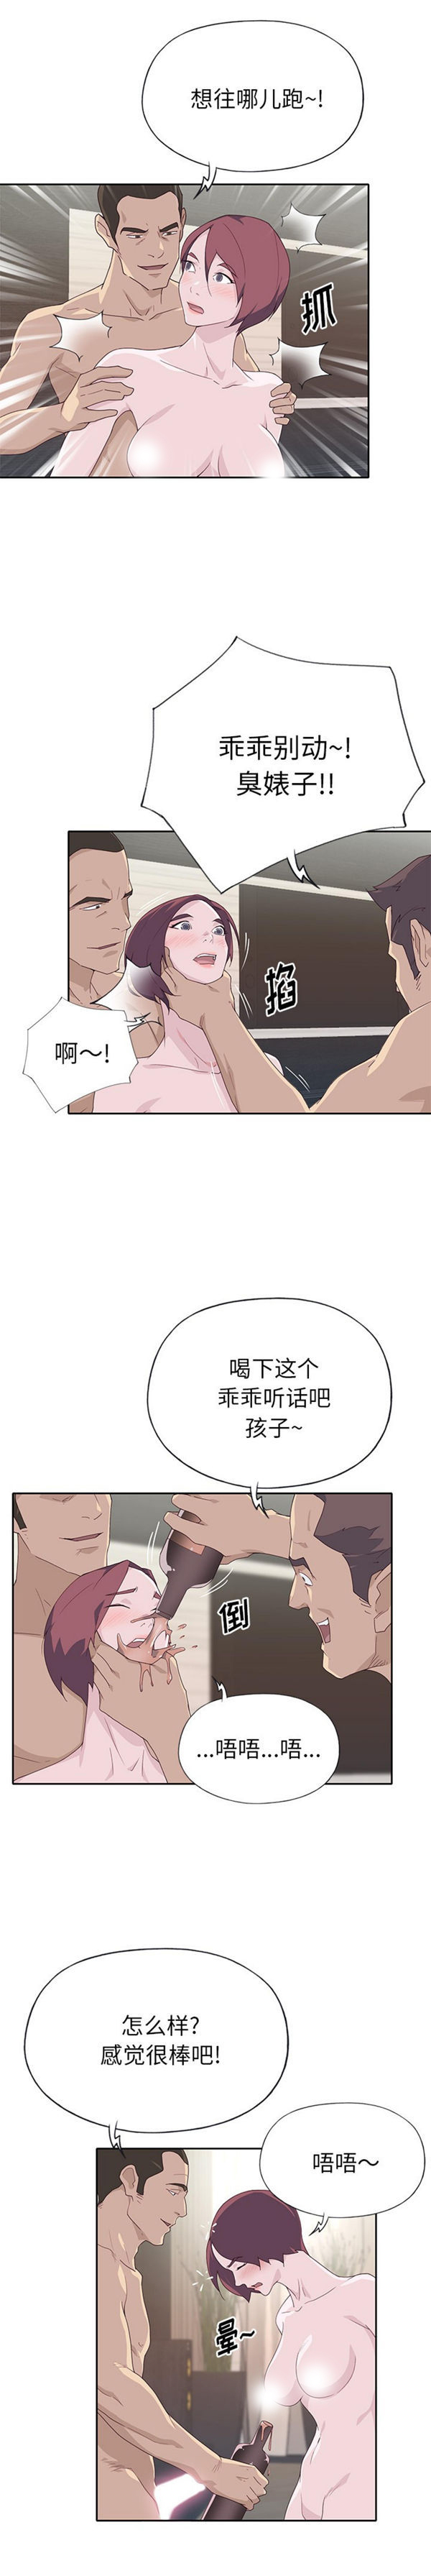 想往哪儿跑~!
抓
乖乖别动~!
臭婊子!!
掐
啊～!
喝下这个
乖乖听话吧
孩子~
倒
...唔唔...唔...
怎么样?
感觉很棒吧!
唔唔～
晕~